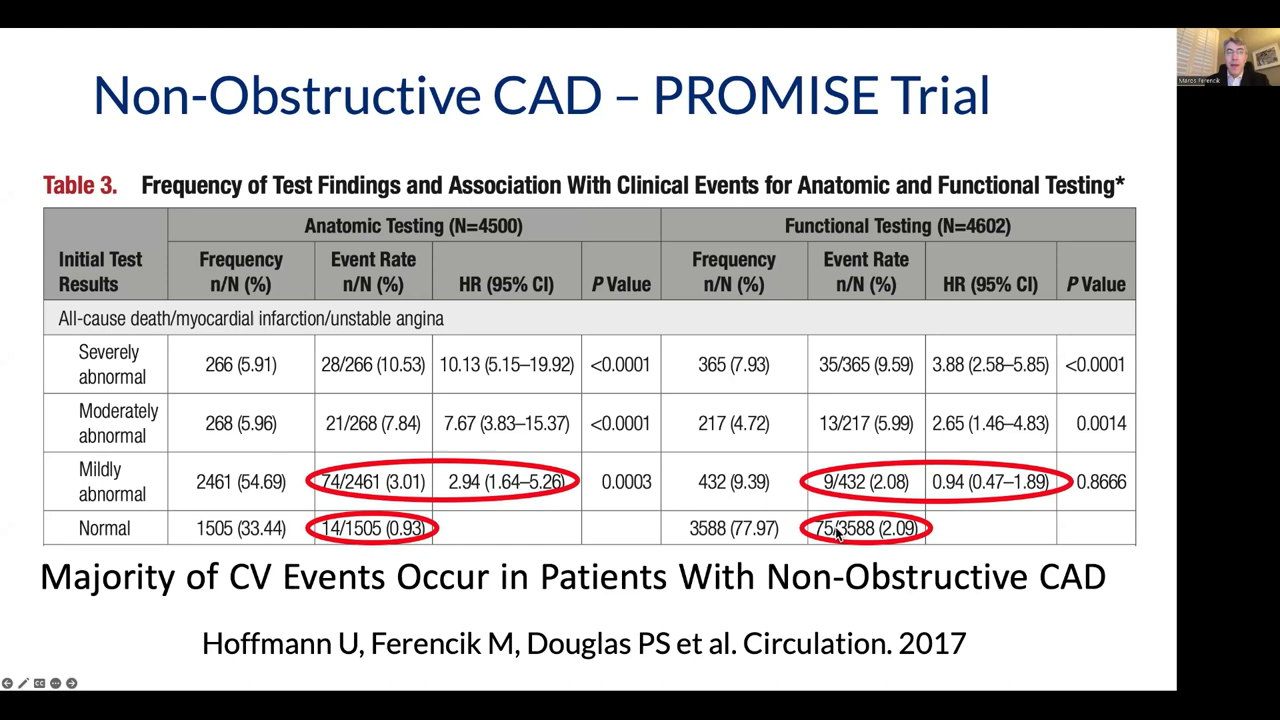 Non-Obstructive CAD – PROMISE Trial
Marcs Ferencik
Table 3. Frequency of Test Findings and Association With Clinical Events for Anatomic and Functional Testing*
Anatomic Testing (N=4500) Functional Testing (N=4602)
Initial Test Results Frequency n/N (%) Event Rate n/N (%) HR (95% CI) P Value Frequency n/N (%) Event Rate n/N (%) HR (95% CI) P Value
All-cause death/myocardial infarction/unstable angina
Severely abnormal 266 (5.91) 28/266 (10.53) 10.13 (5.15–19.92) <0.0001 365 (7.93) 35/365 (9.59) 3.88 (2.58–5.85) <0.0001
Moderately abnormal 268 (5.96) 21/268 (7.84) 7.67 (3.83–15.37) <0.0001 217 (4.72) 13/217 (5.99) 2.65 (1.46–4.83) 0.0014
Mildly abnormal 2461 (54.69) 74/2461 (3.01) 2.94 (1.64–5.26) 0.0003 432 (9.39) 9/432 (2.08) 0.94 (0.47–1.89) 0.8666
Normal 1505 (33.44) 14/1505 (0.93) 3588 (77.97) 75/3588 (2.09)
Majority of CV Events Occur in Patients With Non-Obstructive CAD
Hoffmann U, Ferencik M, Douglas PS et al. Circulation. 2017